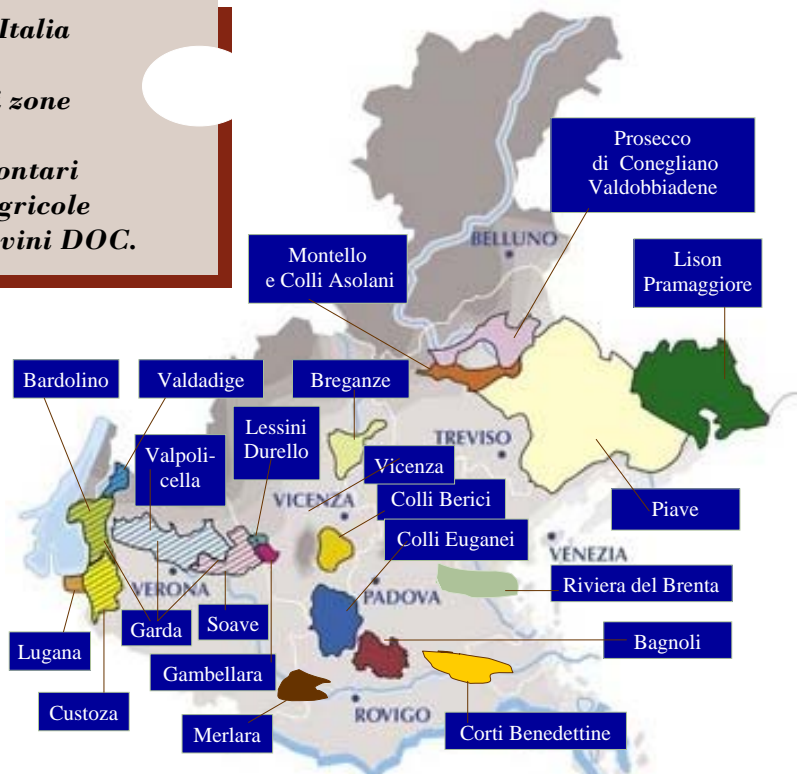 Italia
zone
ontari
gricole
vini DOC.
Prosecco
di Conegliano
Valdobbiadene
BELLUNO
Montello
e Colli Asolani
Lison
Pramaggiore
Bardolino
Valdadige
Breganze
Lessini
Durello
TREVISO
Valpoli-
cella
Vicenza
VICENZA
Colli Berici
Piave
Colli Euganei
VENEZIA
VERONA
PADOVA
Riviera del Brenta
Garda
Soave
Lugana
Bagnoli
Gambellara
Custoza
ROVIGO
Merlara
Corti Benedettine